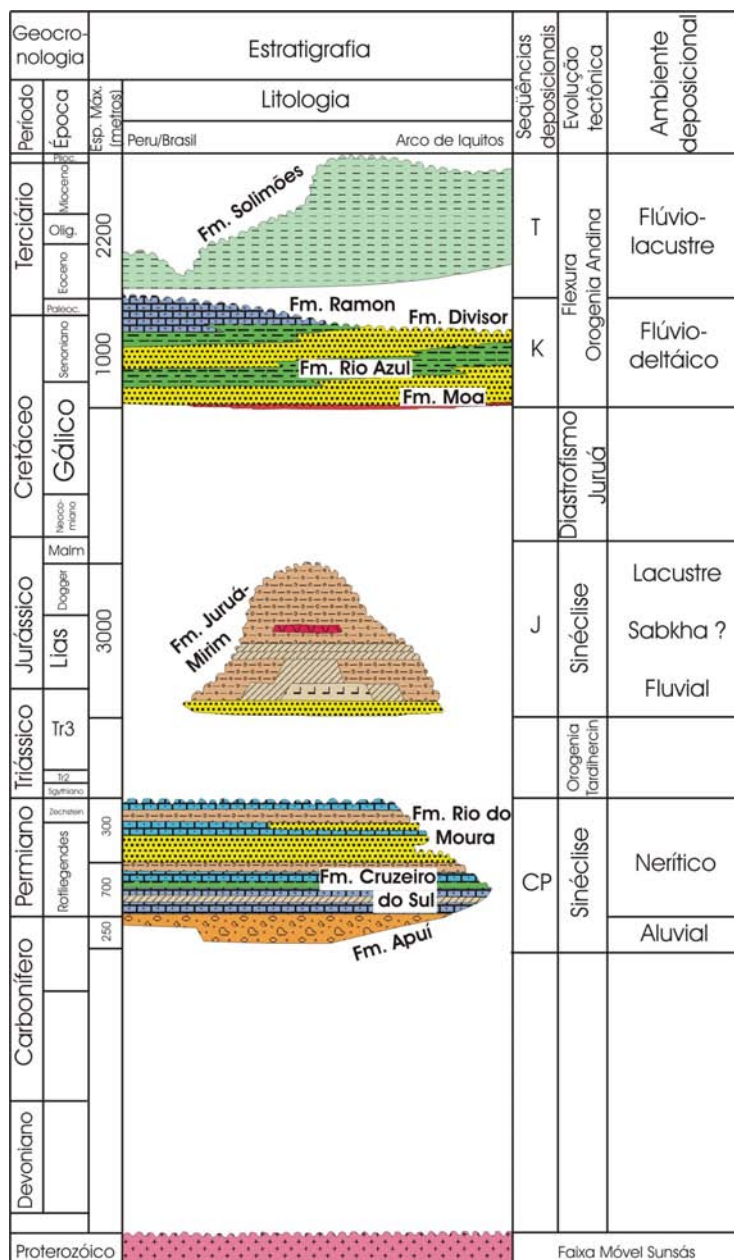 Geocro-
nologia
Estratigrafia
Seqüências
deposicionais
Evolução
tectônica
Ambiente
deposicional
Período
Época
Esp. Máx.
(metros)
Litologia
Peru/Brasil
Arco de Iquitos
Terciário
Plioc.
Mioceno
Olig.
Eoceno
Paleoc.
2200
Fm. Solimões
T
Flexura
Orogenia Andina
Flúvio-
lacustre
Cretáceo
Senoniano
Gálico
Neoco-
miano
1000
Fm. Ramon
Fm. Divisor
Fm. Rio Azul
Fm. Moa
K
Flúvio-
deltáico
Diastrofismo
Juruá
Jurássico
Malm
Dogger
Lias
3000
Fm. Juruá-
Mirim
J
Sinéclise
Lacustre
Sabkha ?
Fluvial
Triássico
Tr3
Tr2
Sgythiano
Orogenia
Tardihercin
Permiano
Zechstein
Rotliegendes
300
700
250
Fm. Rio do
Moura
Fm. Cruzeiro
do Sul
Fm. Apuí
CP
Sinéclise
Nerítico
Aluvial
Carbonífero
Devoniano
Proterozóico
Faixa Móvel Sunsás